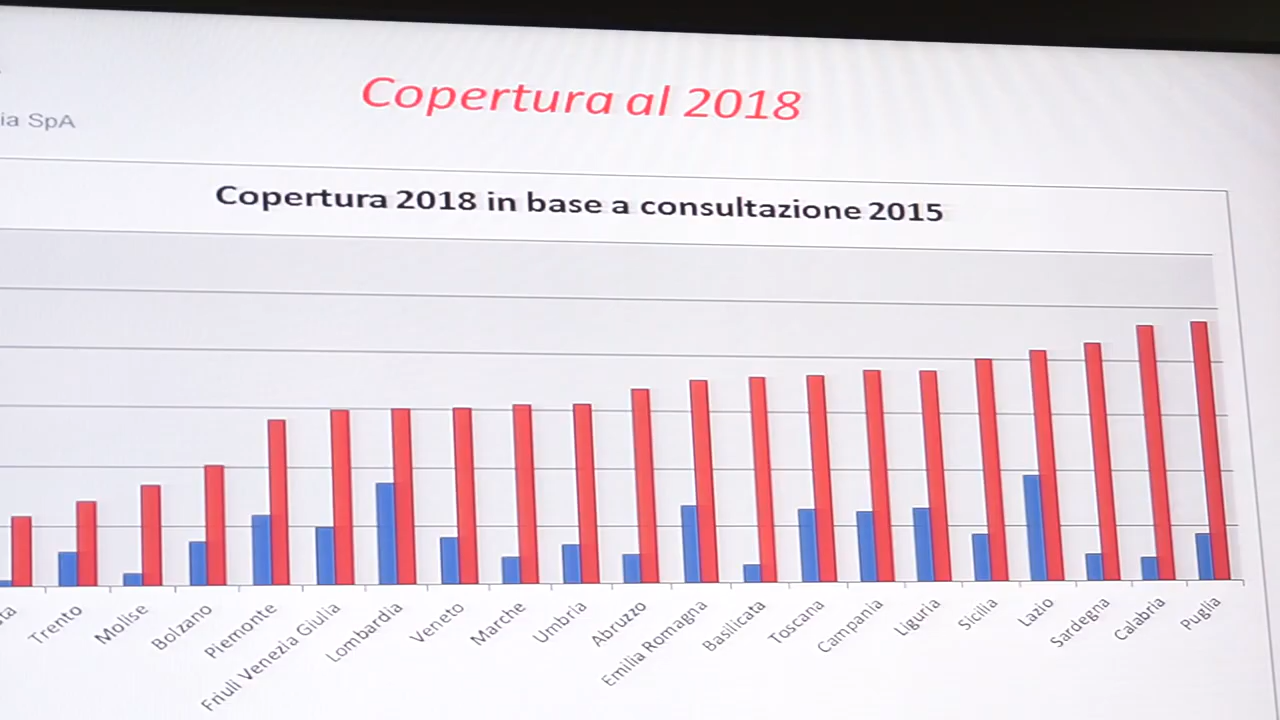 Copertura al 2018
ia SpA
Copertura 2018 in base a consultazione 2015
ta
Trento
Molise
Bolzano
Piemonte
Friuli Venezia Giulia
Lombardia
Veneto
Marche
Umbria
Abruzzo
Emilia Romagna
Basilicata
Toscana
Campania
Liguria
Sicilia
Lazio
Sardegna
Calabria
Puglia